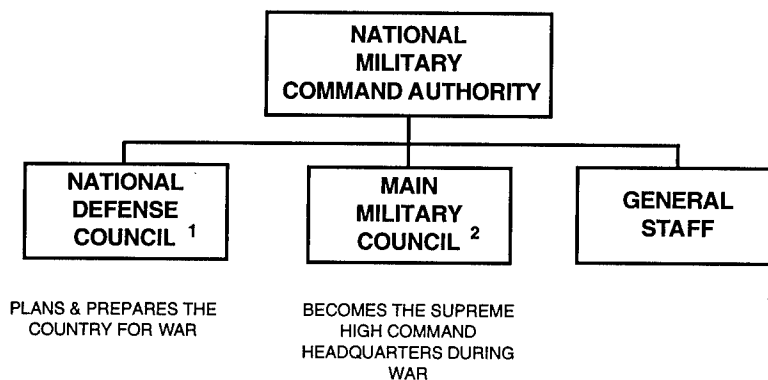 NATIONAL
MILITARY
COMMAND AUTHORITY
NATIONAL
DEFENSE
COUNCIL 1
MAIN
MILITARY
COUNCIL 2
GENERAL
STAFF
PLANS & PREPARES THE
COUNTRY FOR WAR
BECOMES THE SUPREME
HIGH COMMAND
HEADQUARTERS DURING
WAR